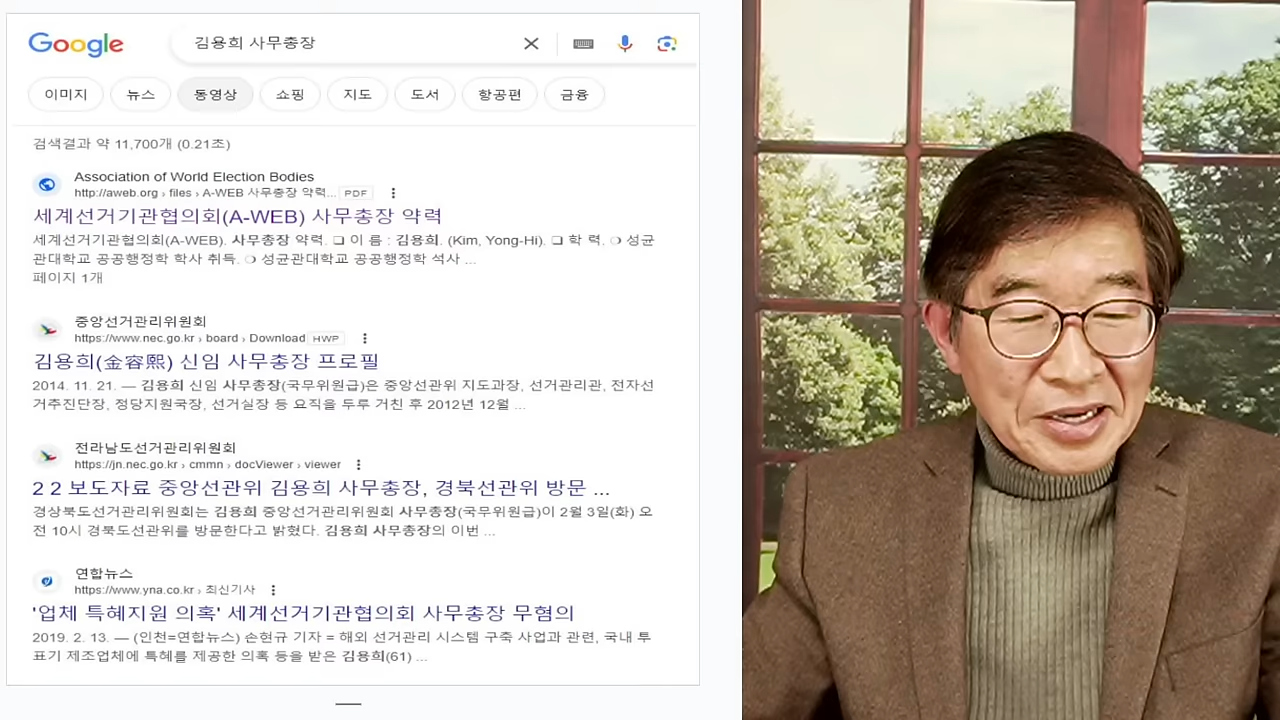 Google
김용희 사무총장
이미지 뉴스 동영상 쇼핑 지도 도서 항공편 금융
검색결과 약 11,700개 (0.21초)
Association of World Election Bodies
http://aweb.org › files › A-WEB 사무총장 약력... PDF
세계선거기관협의회(A-WEB) 사무총장 약력
세계선거기관협의회(A-WEB). 사무총장 약력. ❏ 이 름 : 김용희. (Kim, Yong-Hi). ❏ 학 력. ❍ 성균
관대학교 공공행정학 학사 취득. ❍ 성균관대학교 공공행정학 석사 ...
페이지 1개
중앙선거관리위원회
https://www.nec.go.kr › board › Download HWP
김용희(金容熙) 신임 사무총장 프로필
2014. 11. 21. — 김용희 신임 사무총장(국무위원급)은 중앙선관위 지도과장, 선거관리관, 전자선
거추진단장, 정당지원국장, 선거실장 등 요직을 두루 거친 후 2012년 12월 ...
전라남도선거관리위원회
https://jn.nec.go.kr › cmmn › docViewer › viewer
2 2 보도자료 중앙선관위 김용희 사무총장, 경북선관위 방문 ...
경상북도선거관리위원회는 김용희 중앙선거관리위원회 사무총장(국무위원급)이 2월 3일(화) 오
전 10시 경북도선관위를 방문한다고 밝혔다. 김용희 사무총장의 이번 ...
연합뉴스
https://www.yna.co.kr › 최신기사
'업체 특혜지원 의혹' 세계선거기관협의회 사무총장 무혐의
2019. 2. 13. — (인천=연합뉴스) 손현규 기자 = 해외 선거관리 시스템 구축 사업과 관련, 국내 투
표기 제조업체에 특혜를 제공한 의혹 등을 받은 김용희(61) ...